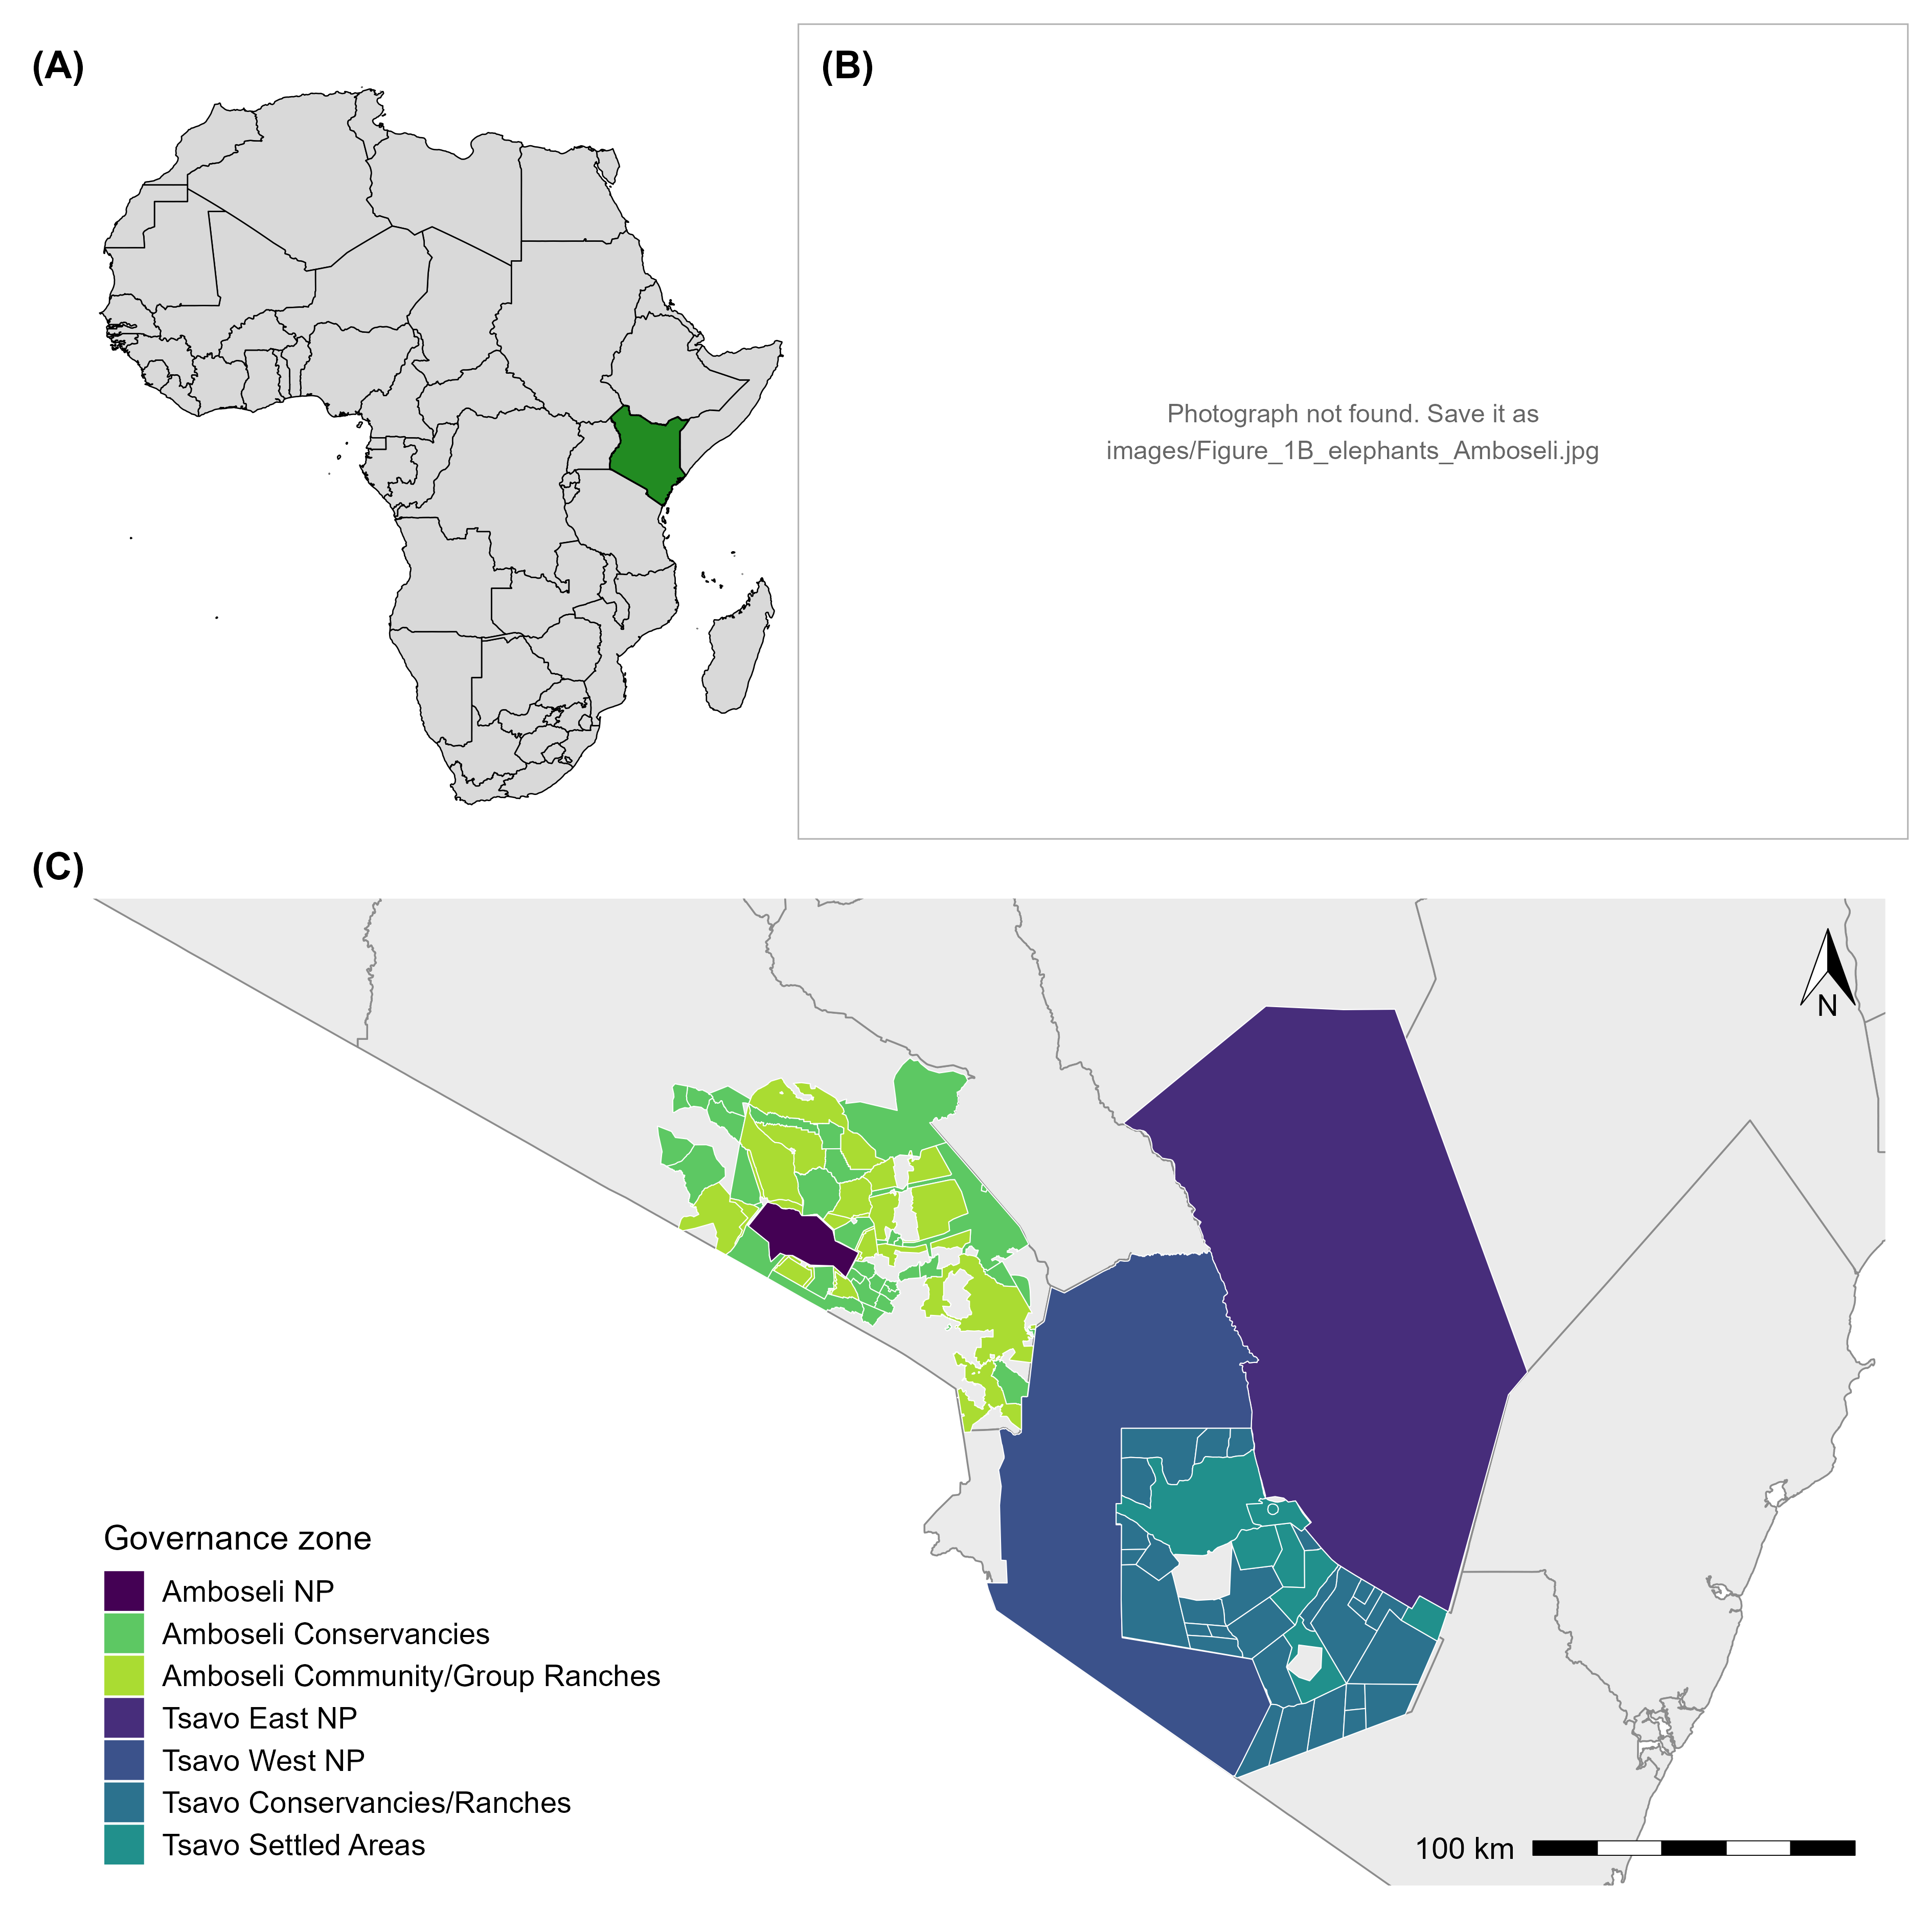 (A)
(B)
Photograph not found. Save it as
images/Figure_1B_elephants_Amboseli.jpg
(C)
N
Governance zone
Amboseli NP
Amboseli Conservancies
Amboseli Community/Group Ranches
Tsavo East NP
Tsavo West NP
Tsavo Conservancies/Ranches
Tsavo Settled Areas
100 km